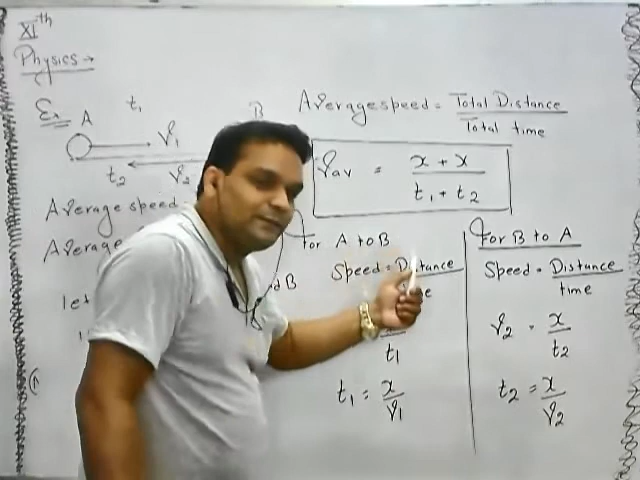 XIth
Physics →
Ex A t1 B
v1
t2 v2
Average speed
Average
let
d B
Average speed = Total Distance / Total time
vav = x + x / t1 + t2
for A to B
Speed = Distance
t1
t1 = x / v1
For B to A
Speed = Distance / time
v2 = x / t2
t2 = x / v2